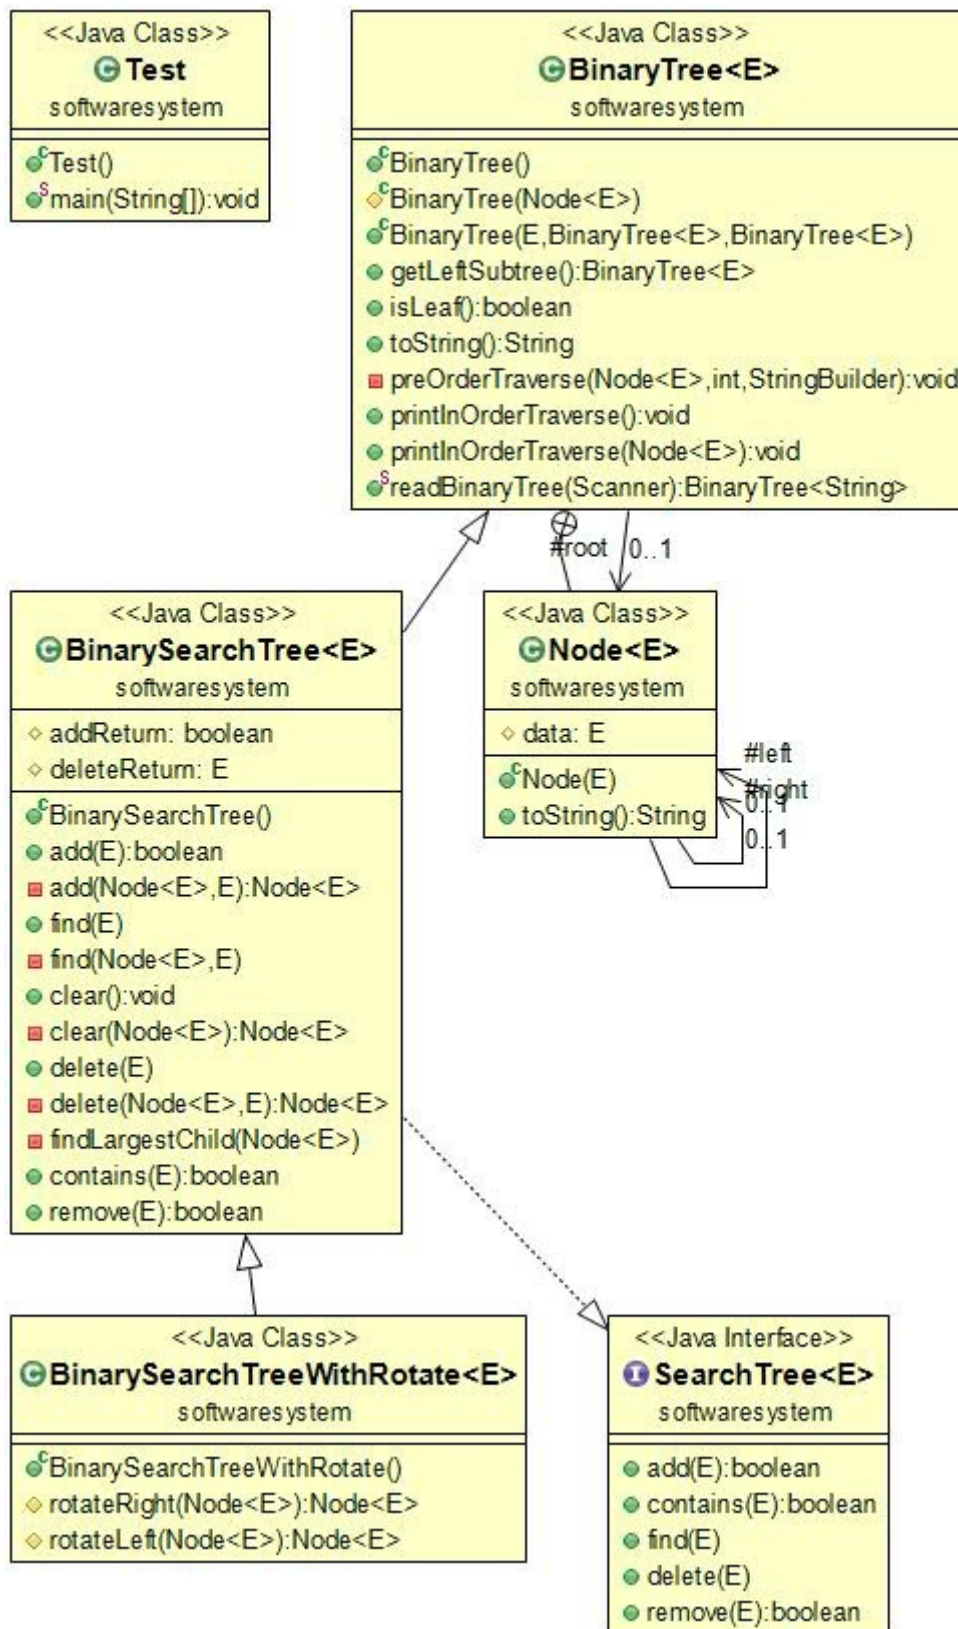 <<Java Class>>
Test
softwaresystem
Test()
main(String[]):void
<<Java Class>>
BinaryTree<E>
softwaresystem
BinaryTree()
BinaryTree(Node<E>)
BinaryTree(E,BinaryTree<E>,BinaryTree<E>)
getLeftSubtree():BinaryTree<E>
isLeaf():boolean
toString():String
preOrderTraverse(Node<E>,int,StringBuilder):void
printInOrderTraverse():void
printInOrderTraverse(Node<E>):void
readBinaryTree(Scanner):BinaryTree<String>
#root 0..1
<<Java Class>>
BinarySearchTree<E>
softwaresystem
addReturn: boolean
deleteReturn: E
BinarySearchTree()
add(E):boolean
add(Node<E>,E):Node<E>
find(E)
find(Node<E>,E)
clear():void
clear(Node<E>):Node<E>
delete(E)
delete(Node<E>,E):Node<E>
findLargestChild(Node<E>)
contains(E):boolean
remove(E):boolean
<<Java Class>>
Node<E>
softwaresystem
data: E
Node(E)
toString():String
#left
#right
0..1
0..1
<<Java Class>>
BinarySearchTreeWithRotate<E>
softwaresystem
BinarySearchTreeWithRotate()
rotateRight(Node<E>):Node<E>
rotateLeft(Node<E>):Node<E>
<<Java Interface>>
SearchTree<E>
softwaresystem
add(E):boolean
contains(E):boolean
find(E)
delete(E)
remove(E):boolean